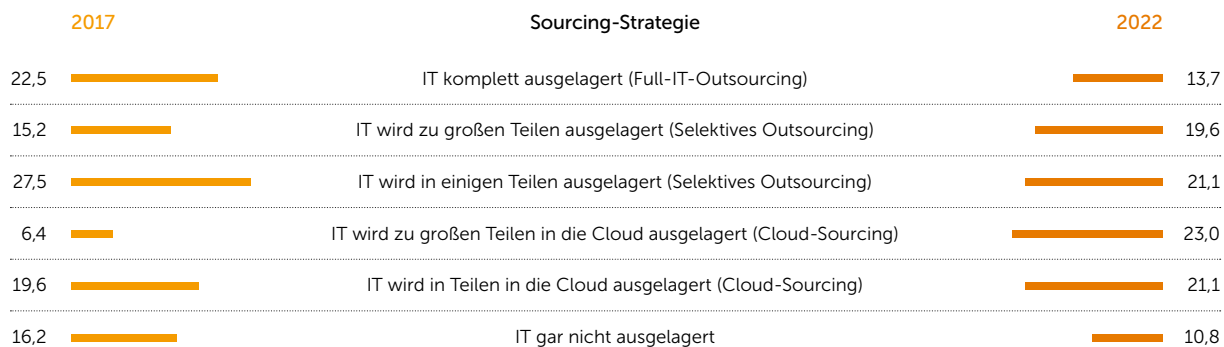 2017 Sourcing-Strategie 2022
22,5 IT komplett ausgelagert (Full-IT-Outsourcing) 13,7
15,2 IT wird zu großen Teilen ausgelagert (Selektives Outsourcing) 19,6
27,5 IT wird in einigen Teilen ausgelagert (Selektives Outsourcing) 21,1
6,4 IT wird zu großen Teilen in die Cloud ausgelagert (Cloud-Sourcing) 23,0
19,6 IT wird in Teilen in die Cloud ausgelagert (Cloud-Sourcing) 21,1
16,2 IT gar nicht ausgelagert 10,8